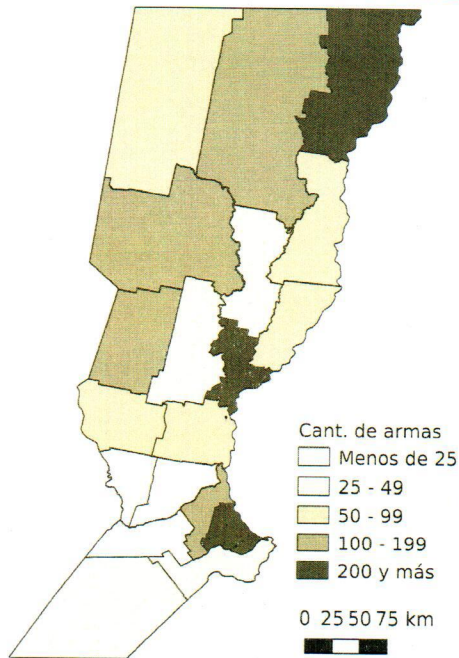 Cant. de armas
Menos de 25
25 - 49
50 - 99
100 - 199
200 y más
0 25 50 75 km